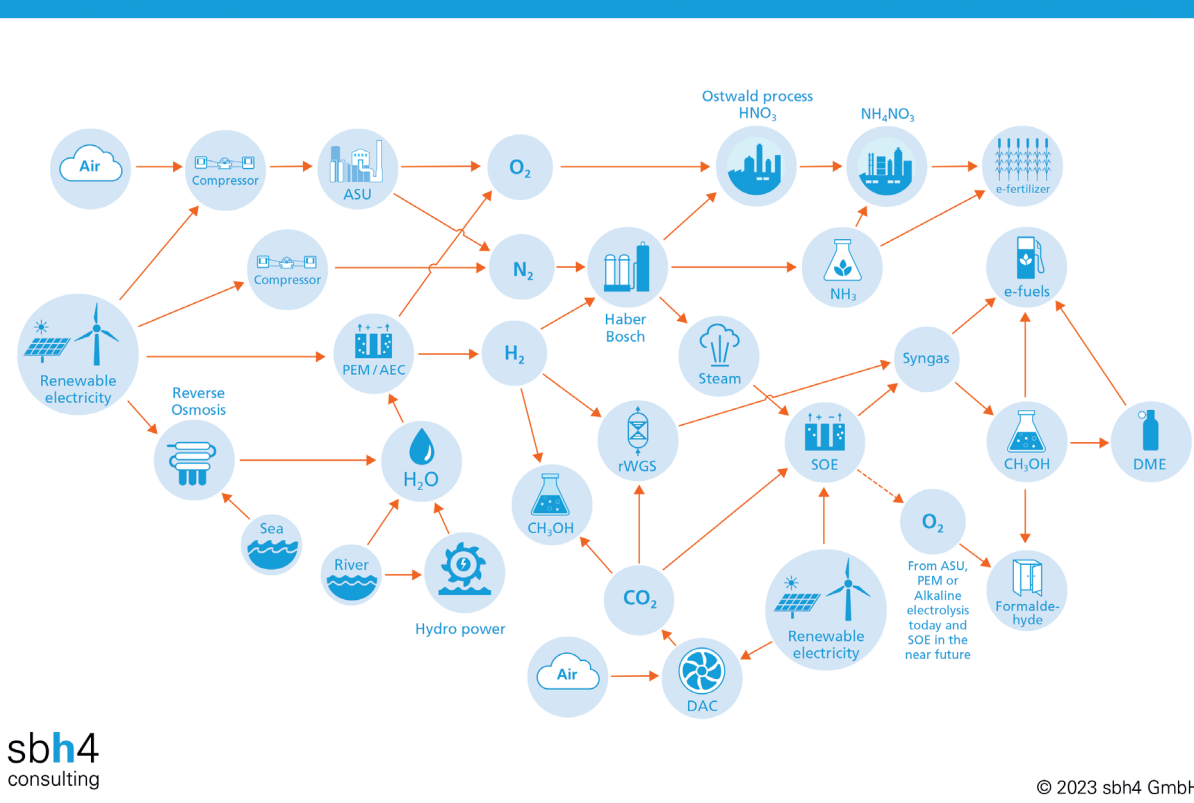 Ostwald process
HNO₃
NH₄NO₃
Air
Compressor
ASU
O₂
e-fertilizer
Compressor
N₂
Haber
Bosch
NH₃
e-fuels
Renewable
electricity
PEM / AEC
H₂
Steam
Syngas
Reverse
Osmosis
H₂O
rWGS
SOE
CH₃OH
DME
Sea
River
Hydro power
CH₃OH
CO₂
Renewable
electricity
O₂
From ASU,
PEM or
Alkaline
electrolysis
today and
SOE in the
near future
Formalde-
hyde
Air
DAC
sbh4
consulting
© 2023 sbh4 GmbH